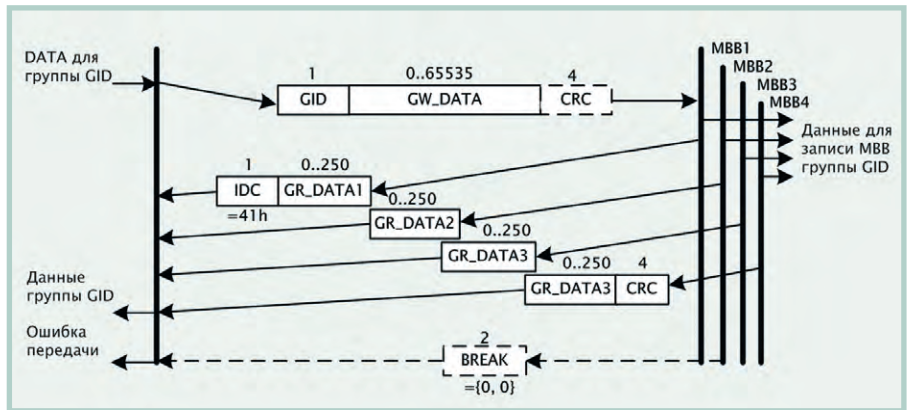 DATA для
группы GID
1
0..65535
4
GID
GW_DATA
CRC
MBB1
MBB2
MBB3
MBB4
Данные для
записи MBB
группы GID
1
0..250
IDC
GR_DATA1
=41h
0..250
GR_DATA2
0..250
GR_DATA3
0..250
4
GR_DATA3
CRC
Данные
группы GID
Ошибка
передачи
2
BREAK
={0, 0}